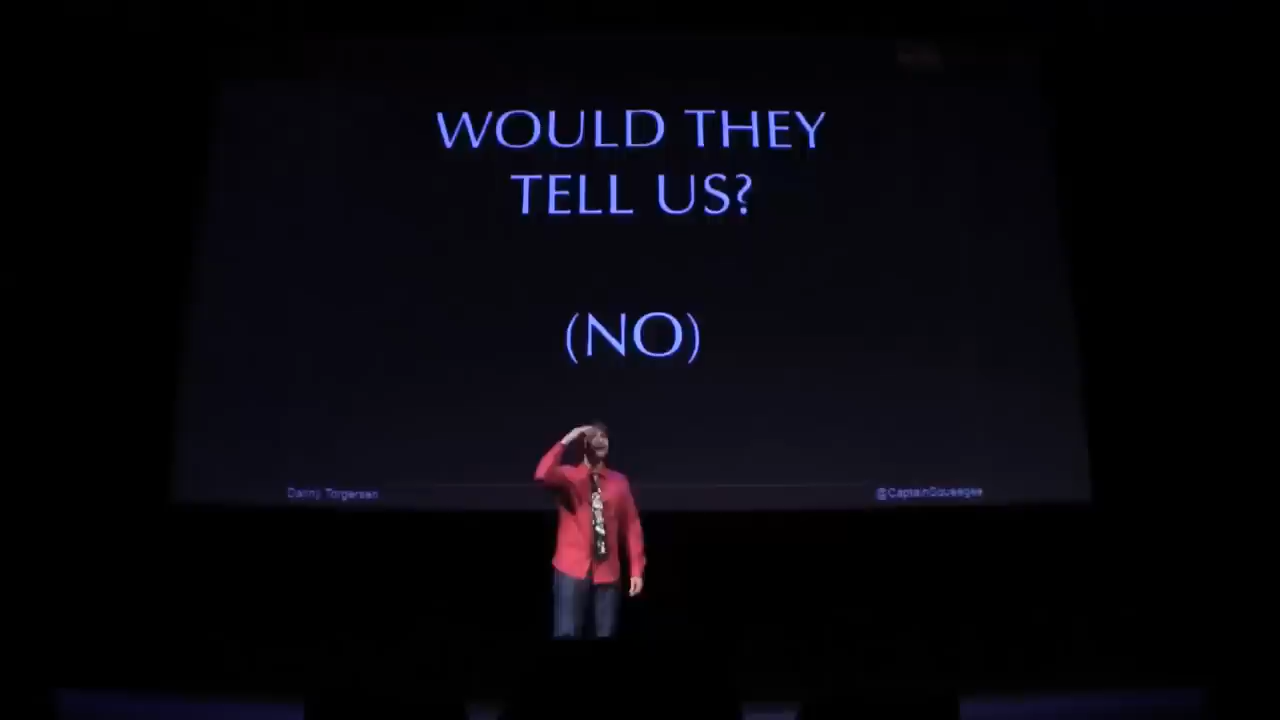 WOULD THEY
TELL US?
(NO)
Danny Torgersen
@CaptainSqueegee